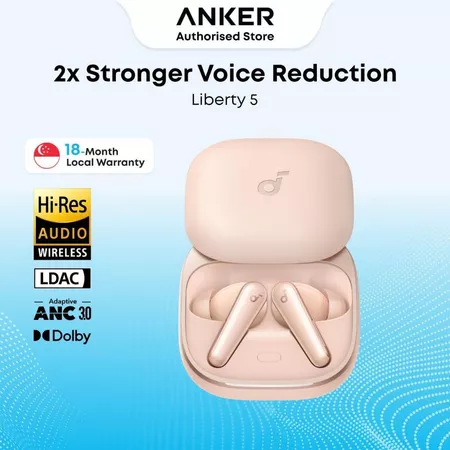 ANKER
Authorised Store
2x Stronger Voice Reduction
Liberty 5
18-Month
Local Warranty
Hi-Res
AUDIO
WIRELESS
LDAC
Adaptive
ANC 3.0
Dolby